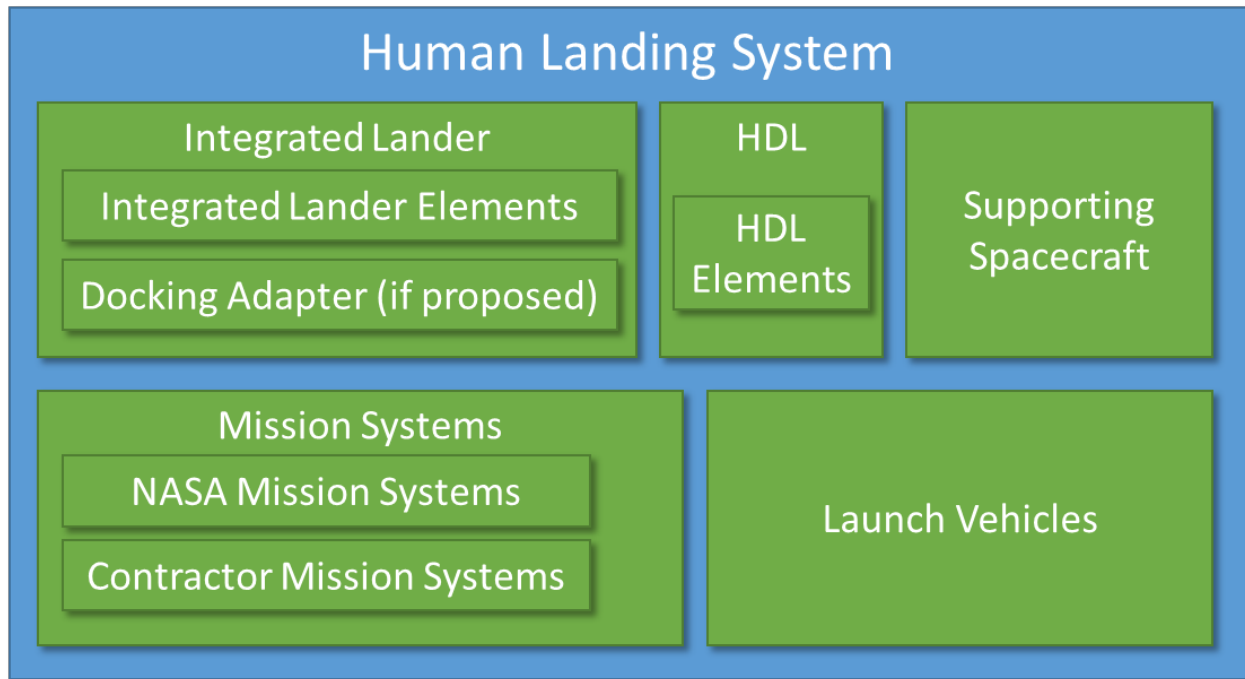 Human Landing System
Integrated Lander
Integrated Lander Elements
Docking Adapter (if proposed)
HDL
HDL
Elements
Supporting
Spacecraft
Mission Systems
NASA Mission Systems
Contractor Mission Systems
Launch Vehicles